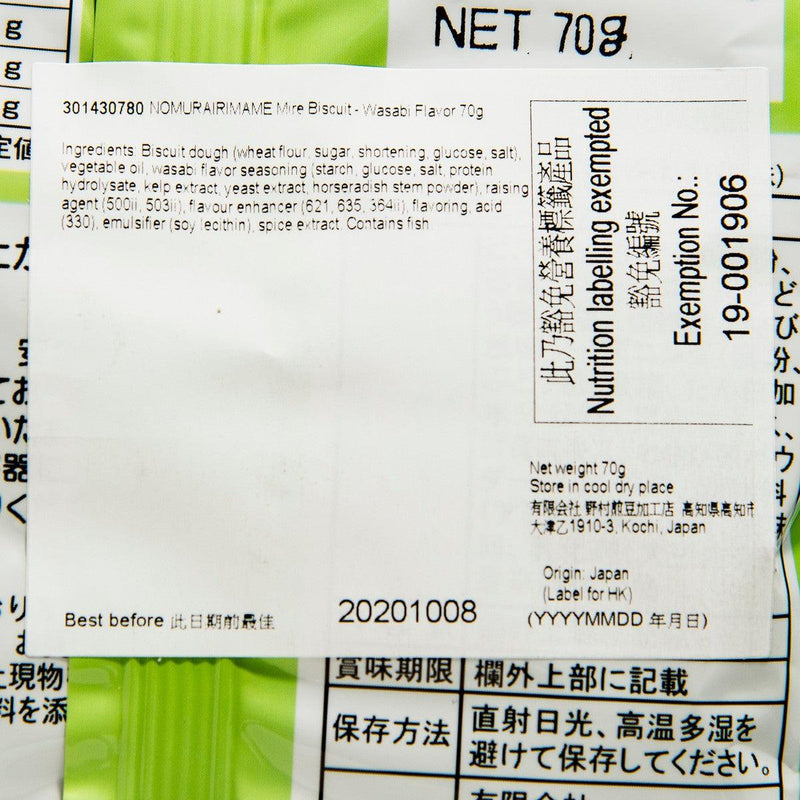 NET 70g
g
g
g
定値
301430780 NOMURAIRIMAME Mire Biscuit - Wasabi Flavor 70g
Ingredients: Biscuit dough (wheat flour, sugar, shortening, glucose, salt),
vegetable oil, wasabi flavor seasoning (starch, glucose, salt, protein
hydrolysate, kelp extract, yeast extract, horseradish stem powder), raising
agent (500ii, 503ii), flavour enhancer (621, 635, 364ii), flavoring, acid
(330), emulsifier (soy lecithin), spice extract. Contains fish.
此乃豁免營養標籤產品
Nutrition labelling exempted
豁免編號
Exemption No.:
19-001906
Net weight 70g
Store in cool dry place
有限会社 野村煎豆加工店 高知県高知市
大津乙1910-3, Kochi, Japan
Origin: Japan
(Label for HK)
Best before 此日期前最佳
20201008
(YYYYMMDD 年月日)
賞味期限 欄外上部に記載
保存方法 直射日光、高温多湿を
避けて保存してください。
現物
料を添